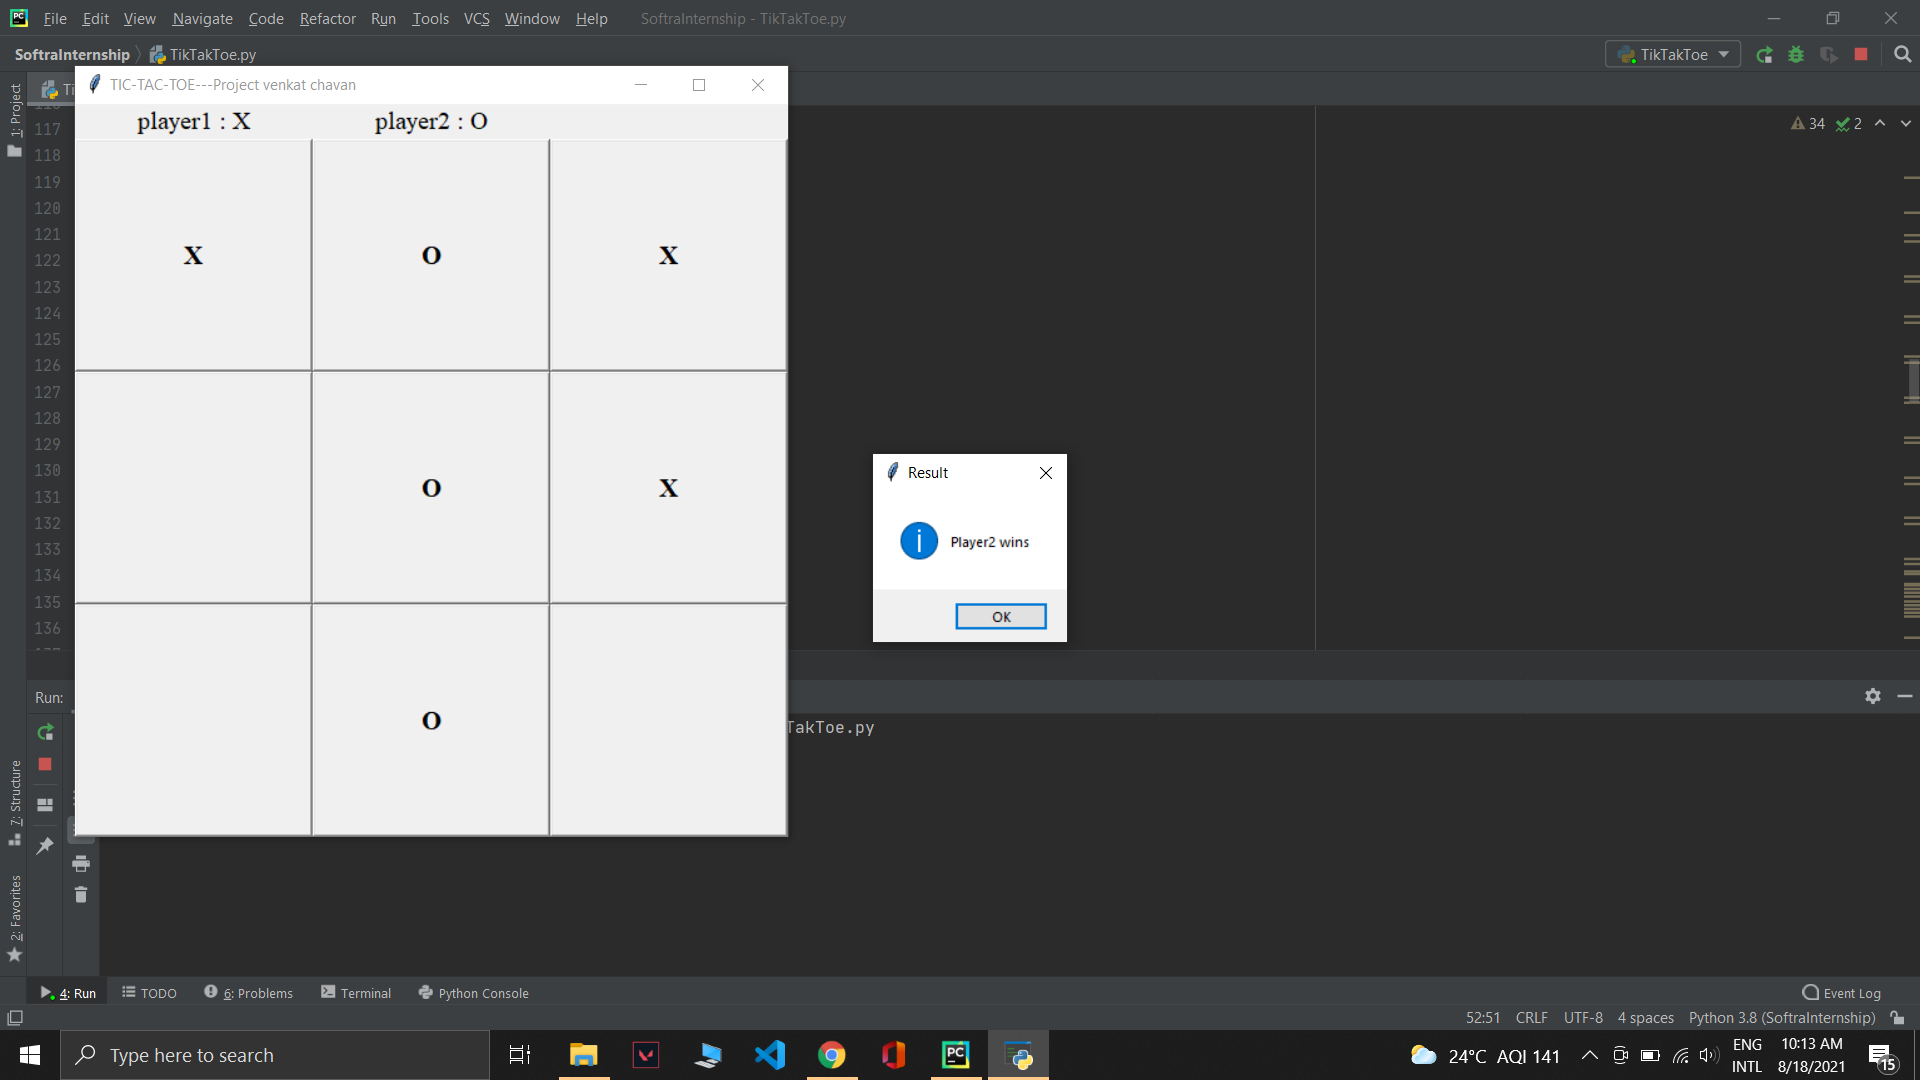 File Edit View Navigate Code Refactor Run Tools VCS Window Help SoftraInternship - TikTakToe.py
SoftraInternship TikTakToe.py TikTakToe
TIC-TAC-TOE---Project venkat chavan
player1 : X player2 : O
34 2
1: Project
117
118
119
120
121
122
123
124
125
126
127
128
129
130
131
132
133
134
135
136
X O X
O X
O
Result
Player2 wins
OK
Run:
TakToe.py
7: Structure
2: Favorites
4: Run TODO 6: Problems Terminal Python Console Event Log
52:51 CRLF UTF-8 4 spaces Python 3.8 (SoftraInternship)
Type here to search
PC
24°C AQI 141
ENG
INTL
10:13 AM
8/18/2021
15